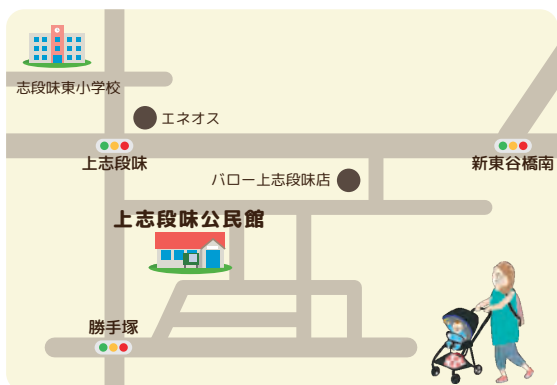 志段味東小学校
エネオス
上志段味
新東谷橋南
バロー上志段味店
上志段味公民館
勝手塚